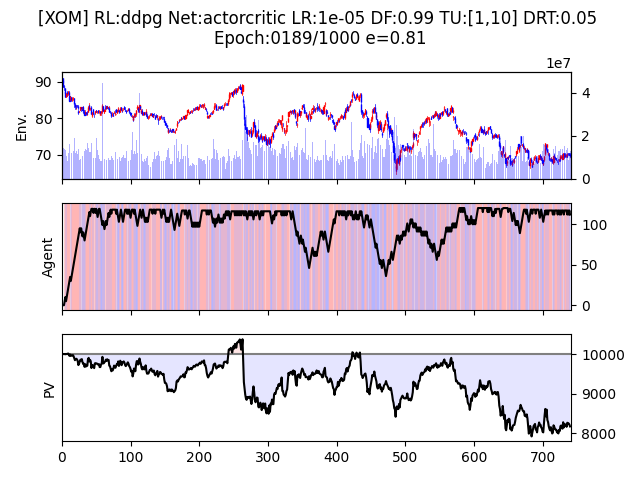 [XOM] RL:ddpg Net:actorcritic LR:1e-05 DF:0.99 TU:[1,10] DRT:0.05
Epoch:0189/1000 e=0.81
1e7
90
80
70
Env.
4
2
0
Agent
100
50
0
PV
10000
9000
8000
0 100 200 300 400 500 600 700